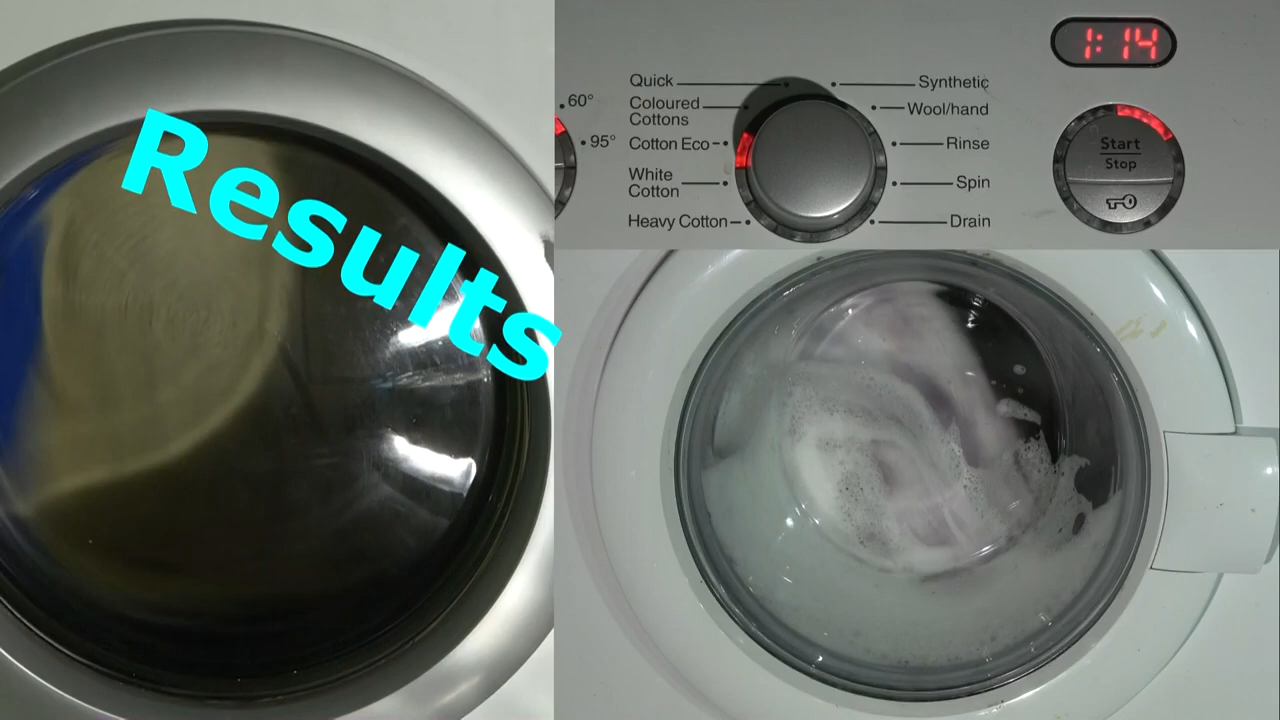 Results
1:14
60°
95°
Quick
Coloured
Cottons
Cotton Eco
White
Cotton
Heavy Cotton
Synthetic
Wool/hand
Rinse
Spin
Drain
Start
Stop